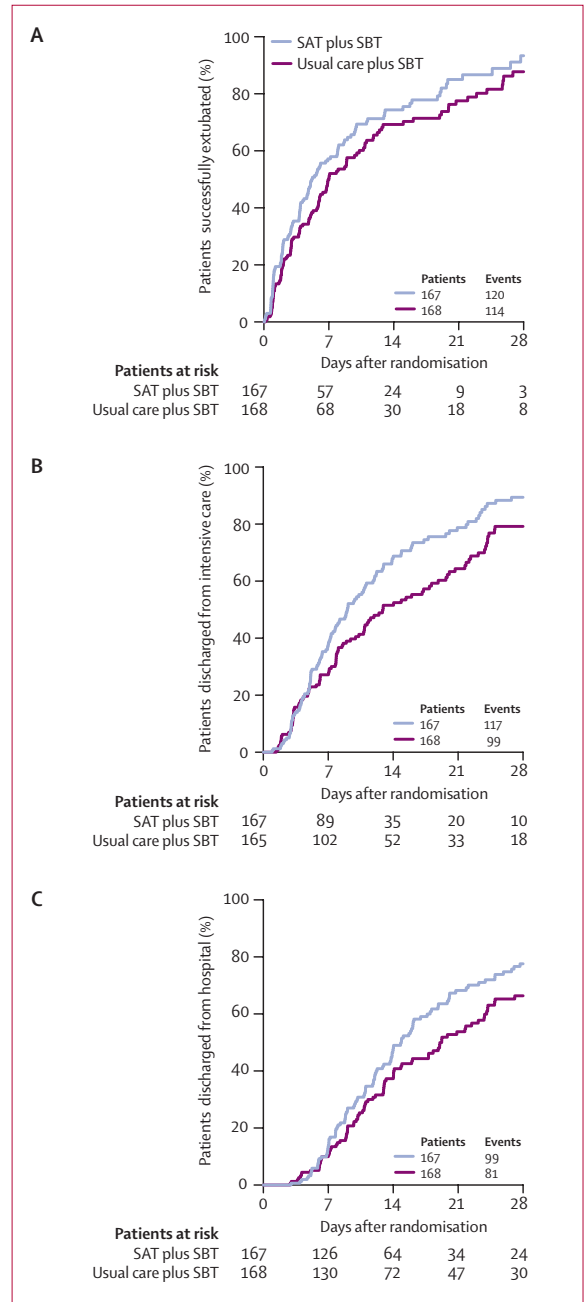 A
100
80
60
40
20
0
Patients successfully extubated (%)
SAT plus SBT
Usual care plus SBT
Patients Events
167 120
168 114
0 7 14 21 28
Days after randomisation
Patients at risk
SAT plus SBT 167 57 24 9 3
Usual care plus SBT 168 68 30 18 8
B
100
80
60
40
20
0
Patients discharged from intensive care (%)
Patients Events
167 117
168 99
0 7 14 21 28
Days after randomisation
Patients at risk
SAT plus SBT 167 89 35 20 10
Usual care plus SBT 165 102 52 33 18
C
100
80
60
40
20
0
Patients discharged from hospital (%)
Patients Events
167 99
168 81
0 7 14 21 28
Days after randomisation
Patients at risk
SAT plus SBT 167 126 64 34 24
Usual care plus SBT 168 130 72 47 30